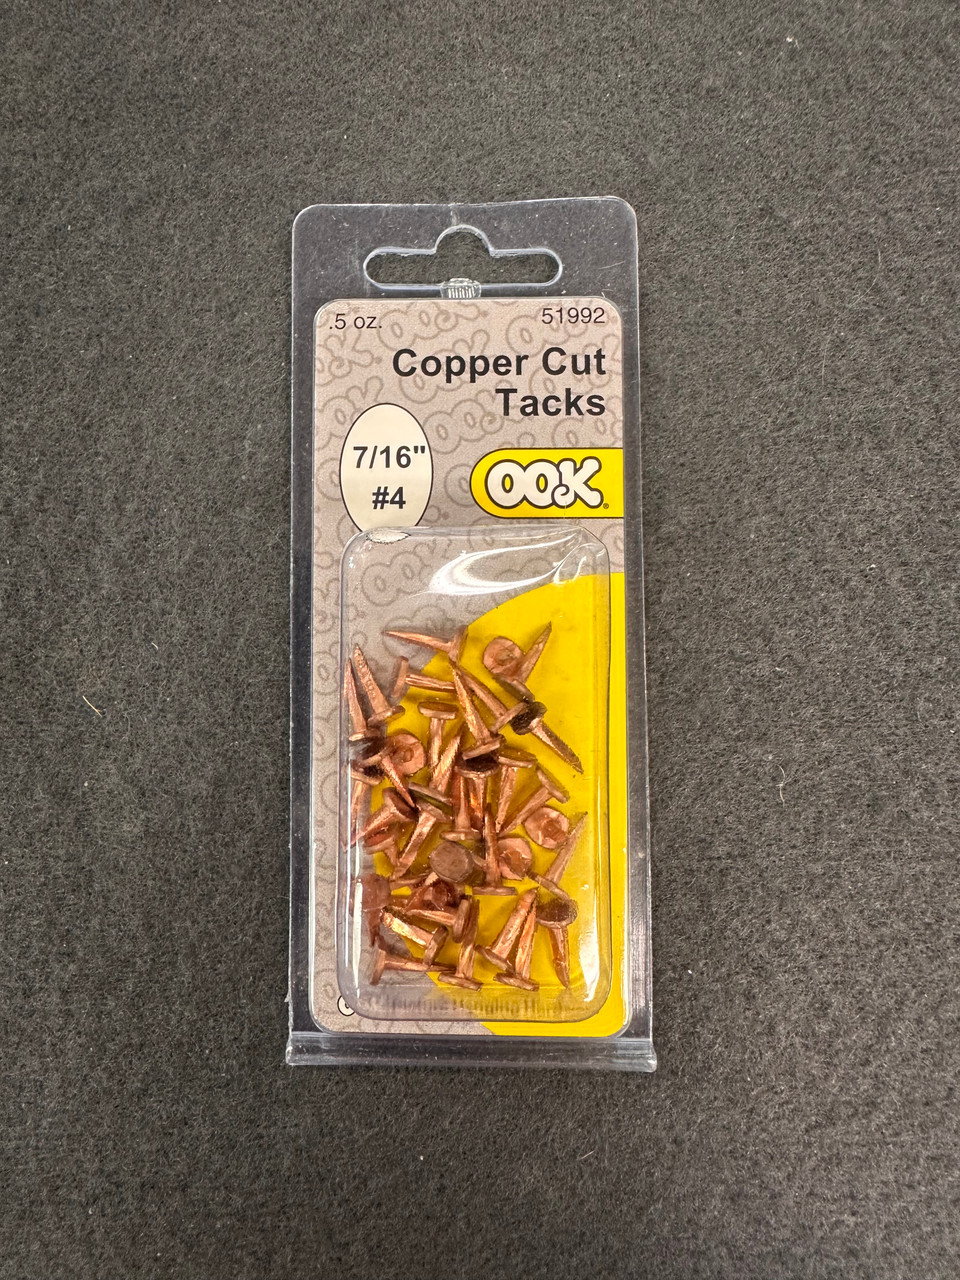 .5 oz.
51992
Copper Cut
Tacks
7/16"
#4
OOK®